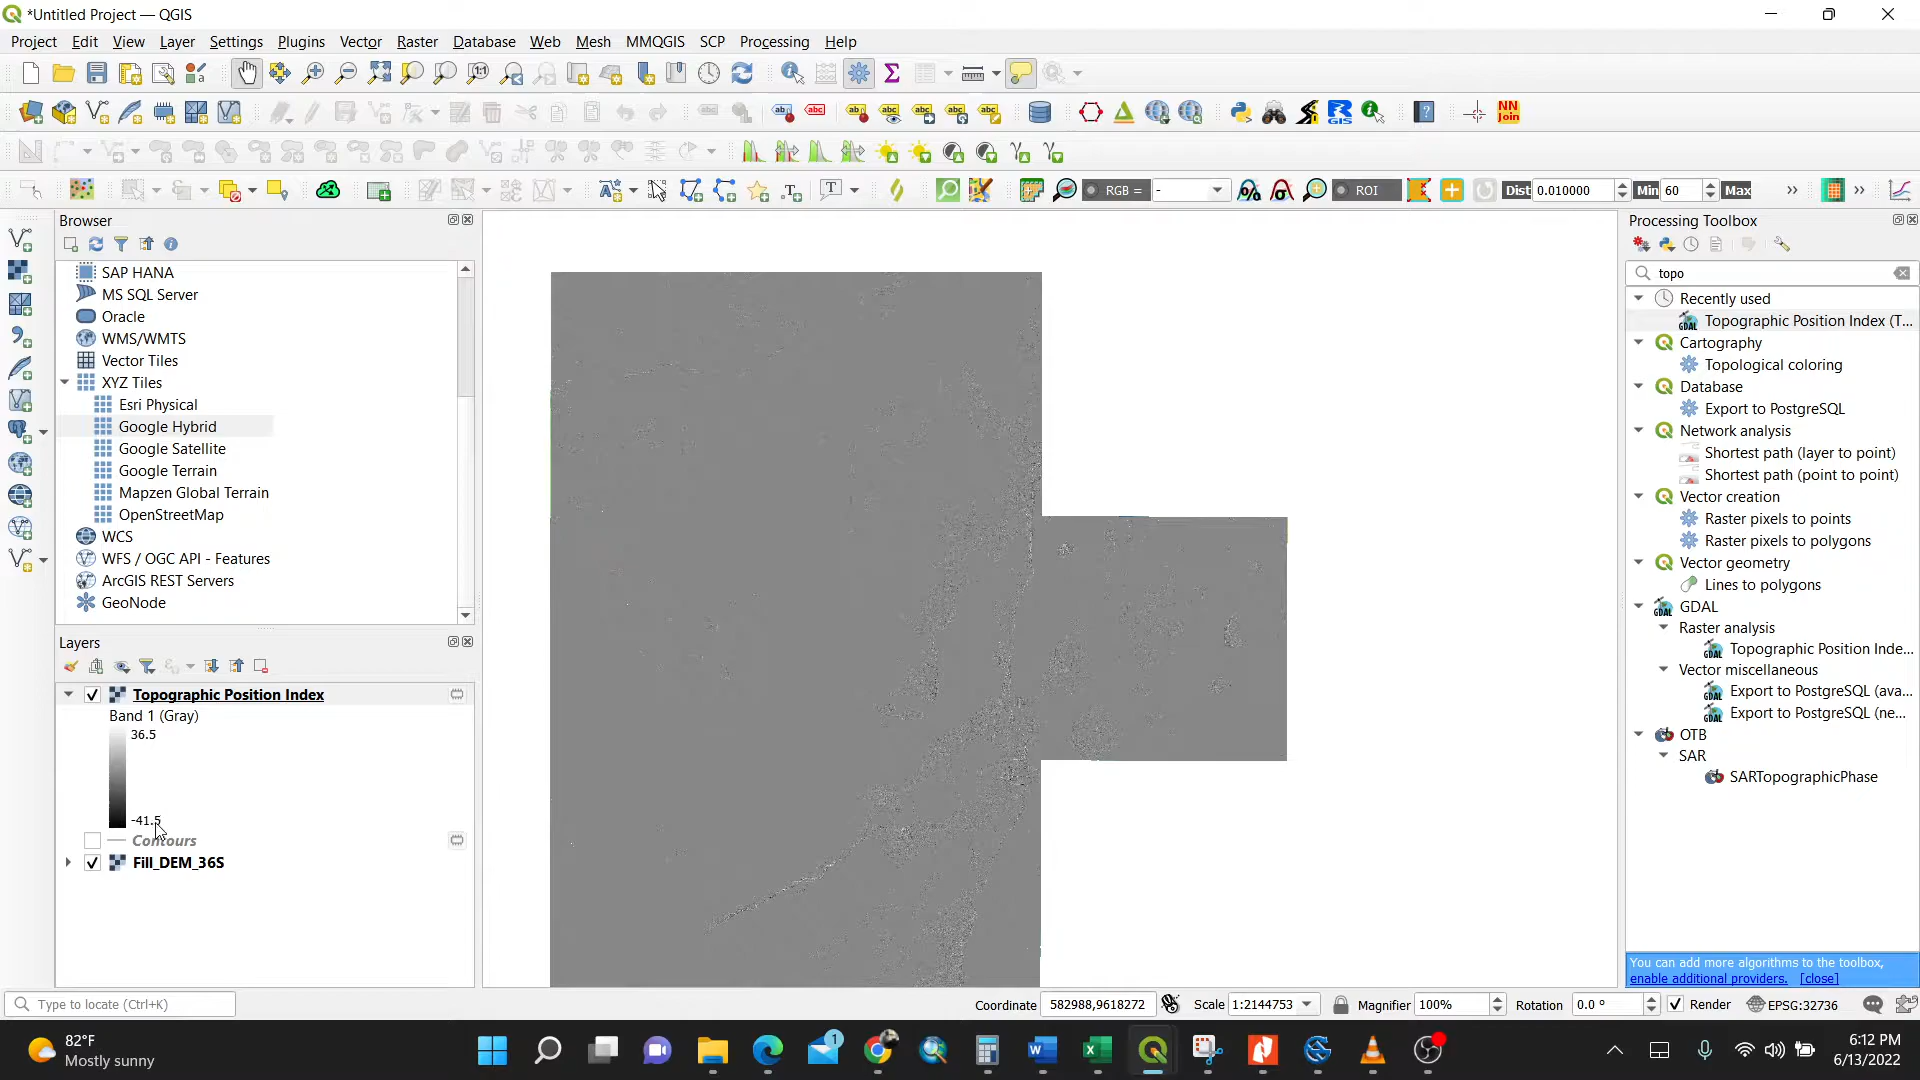 *Untitled Project — QGIS
Project Edit View Layer Settings Plugins Vector Raster Database Web Mesh MMQGIS SCP Processing Help
RGB = - ROI Dist 0.010000 Min 60 Max
Browser
SAP HANA
MS SQL Server
Oracle
WMS/WMTS
Vector Tiles
XYZ Tiles
Esri Physical
Google Hybrid
Google Satellite
Google Terrain
Mapzen Global Terrain
OpenStreetMap
WCS
WFS / OGC API - Features
ArcGIS REST Servers
GeoNode
Layers
Topographic Position Index
Band 1 (Gray)
36.5
-41.5
Contours
Fill_DEM_36S
Processing Toolbox
topo
Recently used
Topographic Position Index (T...
Cartography
Topological coloring
Database
Export to PostgreSQL
Network analysis
Shortest path (layer to point)
Shortest path (point to point)
Vector creation
Raster pixels to points
Raster pixels to polygons
Vector geometry
Lines to polygons
GDAL
Raster analysis
Topographic Position Inde...
Vector miscellaneous
Export to PostgreSQL (ava...
Export to PostgreSQL (ne...
OTB
SAR
SARTopographicPhase
You can add more algorithms to the toolbox,
enable additional providers. [close]
Type to locate (Ctrl+K) Coordinate 582988,9618272 Scale 1:2144753 Magnifier 100% Rotation 0.0 ° Render EPSG:32736
82°F
Mostly sunny
1
6:12 PM
6/13/2022